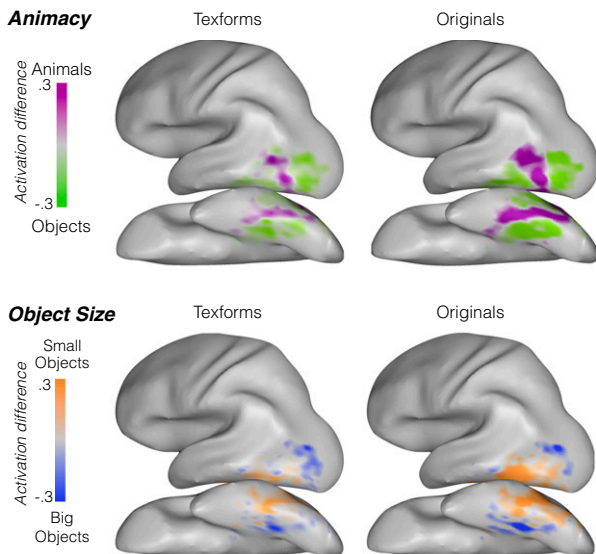 Animacy
Texforms
Originals
Animals
.3
Activation difference
-.3
Objects
Object Size
Texforms
Originals
Small
Objects
.3
Activation difference
-.3
Big
Objects